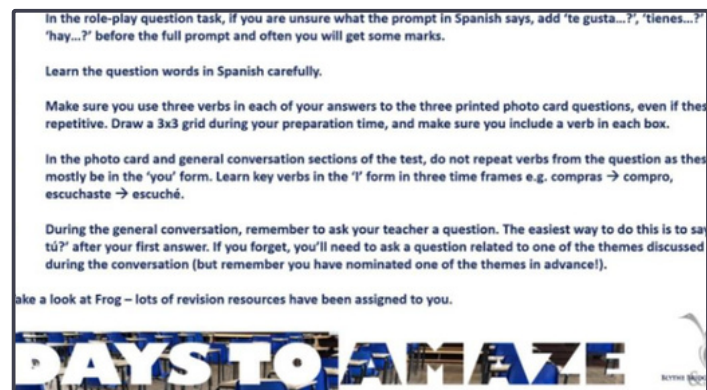 In the role-play question task, if you are unsure what the prompt in Spanish says, add ‘te gusta...?’, ‘tienes...?’
‘hay...?’ before the full prompt and often you will get some marks.
Learn the question words in Spanish carefully.
Make sure you use three verbs in each of your answers to the three printed photo card questions, even if thes
repetitive. Draw a 3x3 grid during your preparation time, and make sure you include a verb in each box.
In the photo card and general conversation sections of the test, do not repeat verbs from the question as thes
mostly be in the ‘you’ form. Learn key verbs in the ‘I’ form in three time frames e.g. compras → compro,
escuchaste → escuché.
During the general conversation, remember to ask your teacher a question. The easiest way to do this is to sa
tú?’ after your first answer. If you forget, you’ll need to ask a question related to one of the themes discussed
during the conversation (but remember you have nominated one of the themes in advance!).
ake a look at Frog – lots of revision resources have been assigned to you.
DAYS TO AMAZE